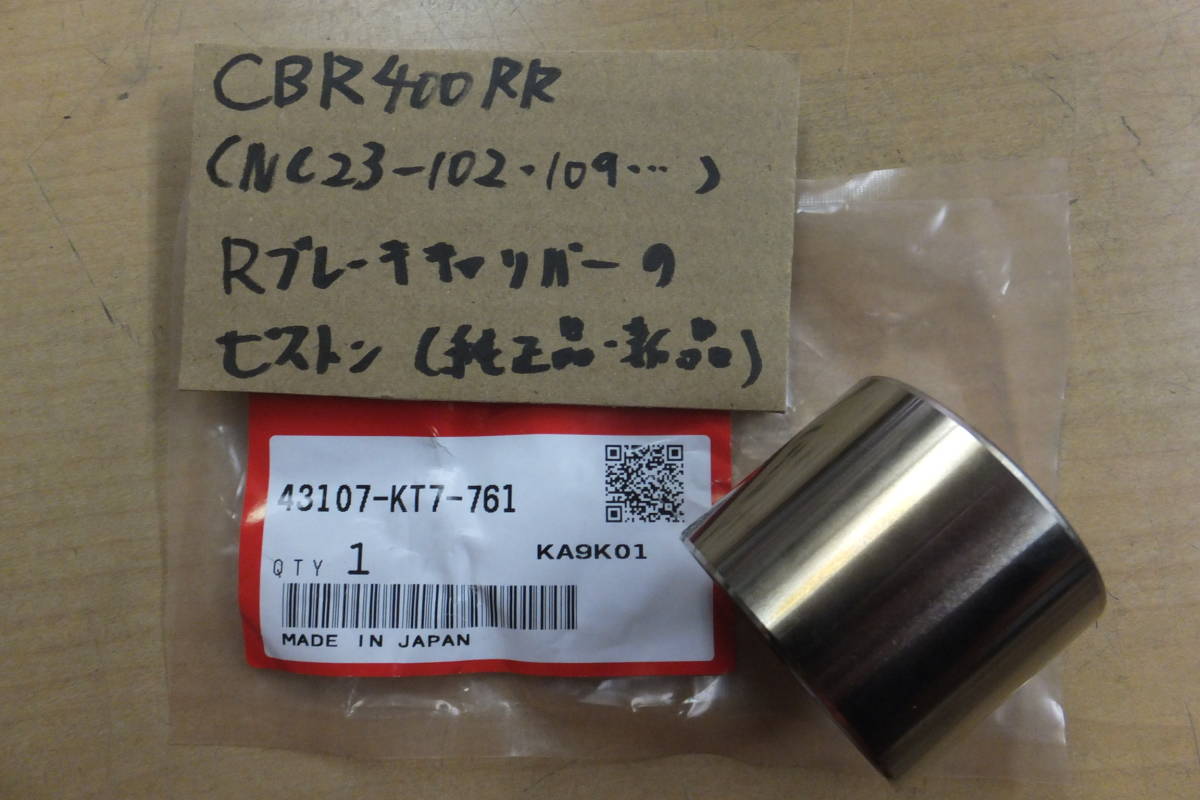 CBR400RR
(NC23-102・109…)
Rブレーキキャリパーの
ピストン(純正品・新品)
43107-KT7-761
QTY 1
KA9K01
MADE IN JAPAN